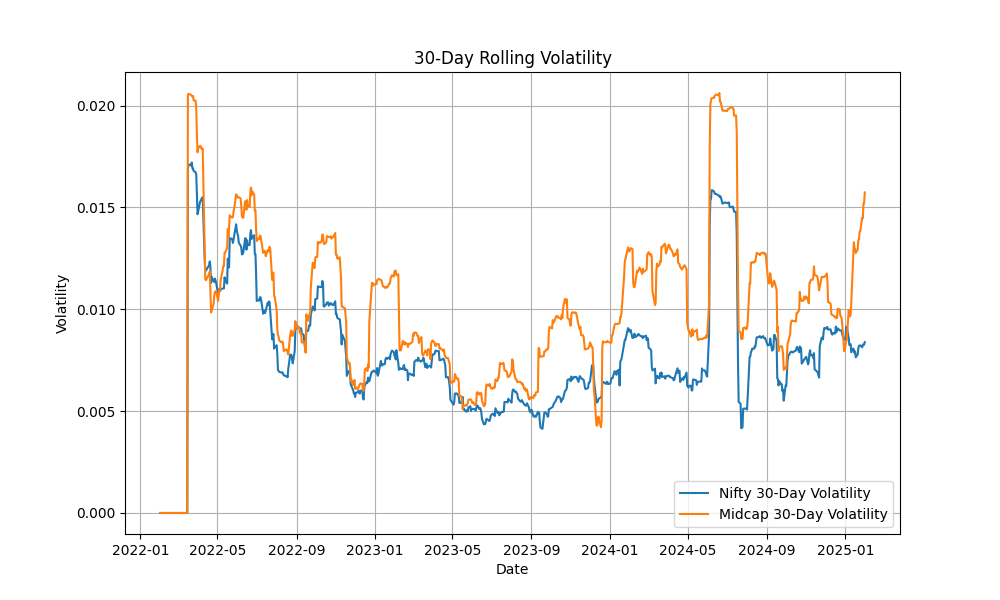 30-Day Rolling Volatility
Volatility
0.020
0.015
0.010
0.005
0.000
2022-01 2022-05 2022-09 2023-01 2023-05 2023-09 2024-01 2024-05 2024-09 2025-01
Date
Nifty 30-Day Volatility
Midcap 30-Day Volatility